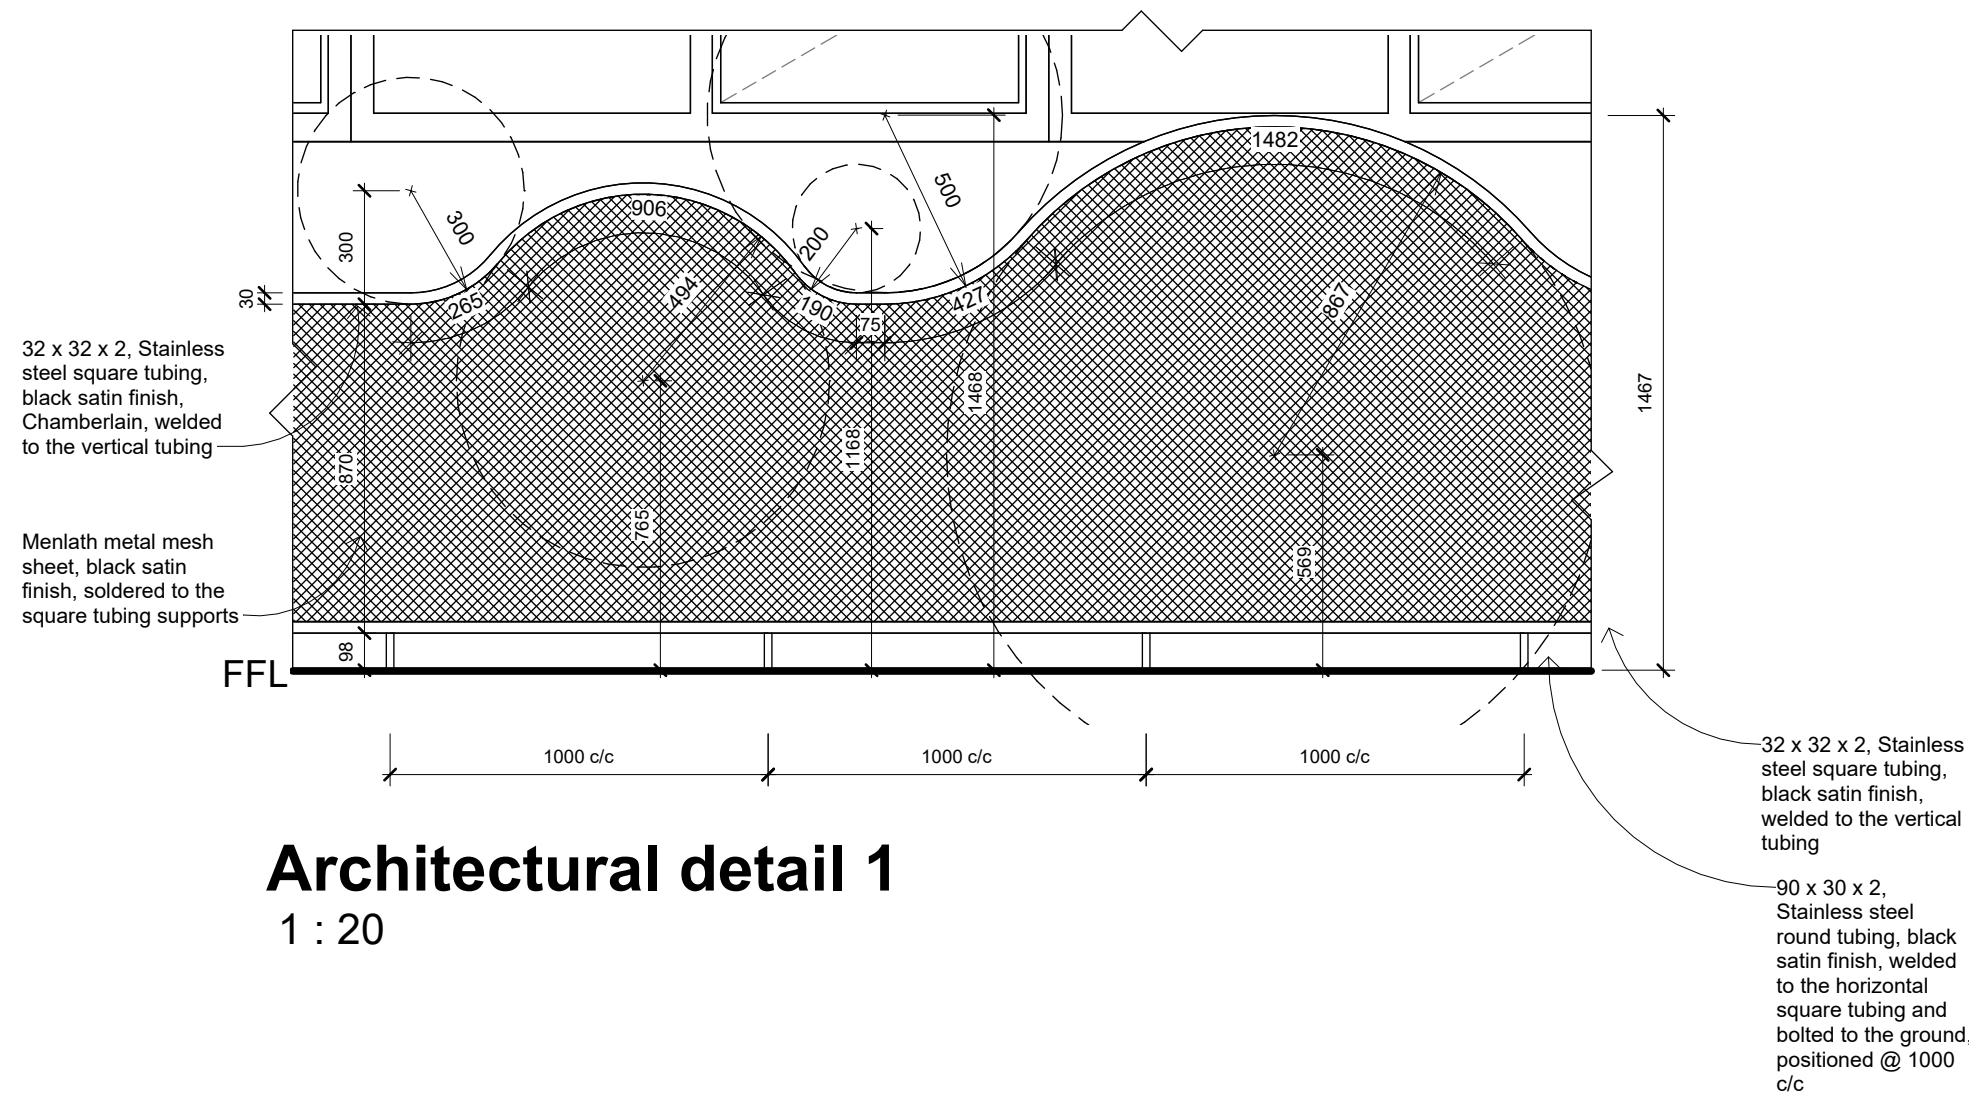 1482
906
300
500
200
300
30
265
494
190
427
75
867
1468
1467
32 x 32 x 2, Stainless
steel square tubing,
black satin finish,
Chamberlain, welded
to the vertical tubing
870
1168
765
569
Menlath metal mesh
sheet, black satin
finish, soldered to the
square tubing supports
98
FFL
1000 c/c
1000 c/c
1000 c/c
32 x 32 x 2, Stainless
steel square tubing,
black satin finish,
welded to the vertical
tubing
Architectural detail 1
1 : 20
90 x 30 x 2,
Stainless steel
round tubing, black
satin finish, welded
to the horizontal
square tubing and
bolted to the ground,
positioned @ 1000
c/c